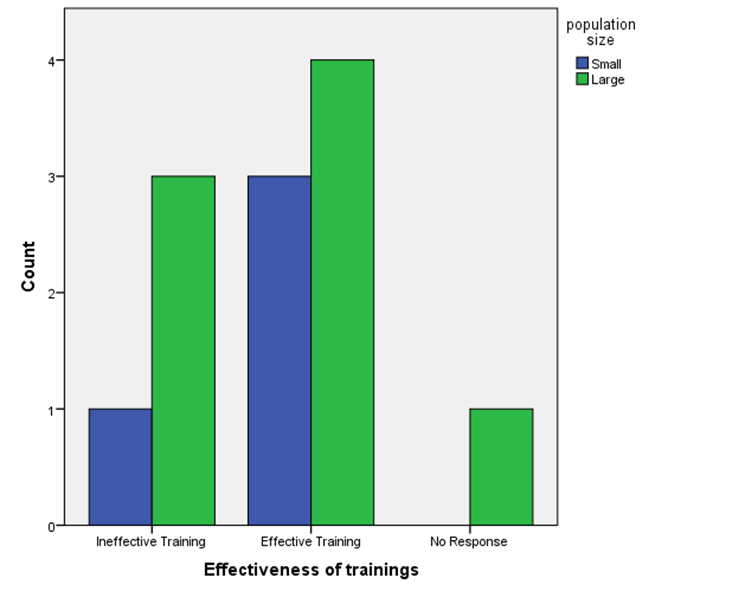 population
size
Small
Large
4
3
2
1
0
Count
Ineffective Training
Effective Training
No Response
Effectiveness of trainings